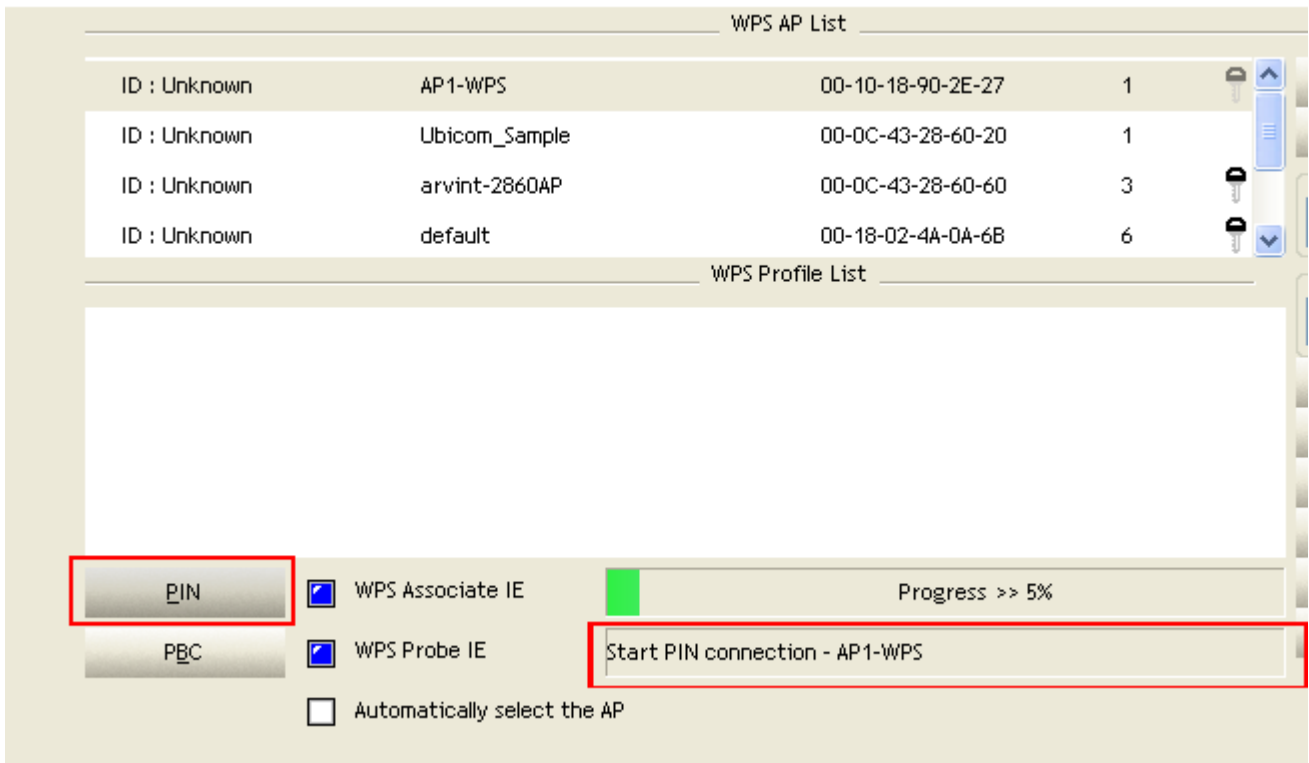 WPS AP List
ID : Unknown AP1-WPS 00-10-18-90-2E-27 1
ID : Unknown Ubicom_Sample 00-0C-43-28-60-20 1
ID : Unknown arvint-2860AP 00-0C-43-28-60-60 3
ID : Unknown default 00-18-02-4A-0A-6B 6
WPS Profile List
PIN WPS Associate IE Progress >> 5%
PBC WPS Probe IE Start PIN connection - AP1-WPS
Automatically select the AP